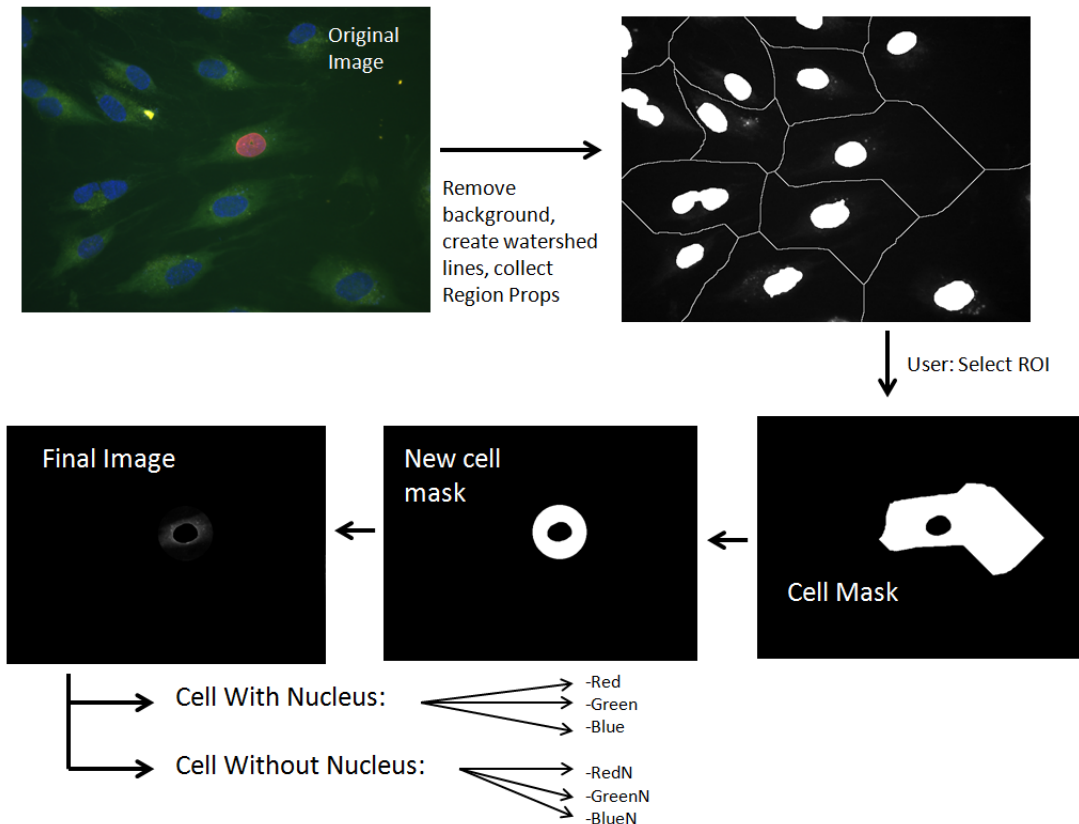 Original
Image
Remove
background,
create watershed
lines, collect
Region Props
User: Select ROI
Cell Mask
New cell
mask
Final Image
Cell With Nucleus:
-Red
-Green
-Blue
Cell Without Nucleus:
-RedN
-GreenN
-BlueN